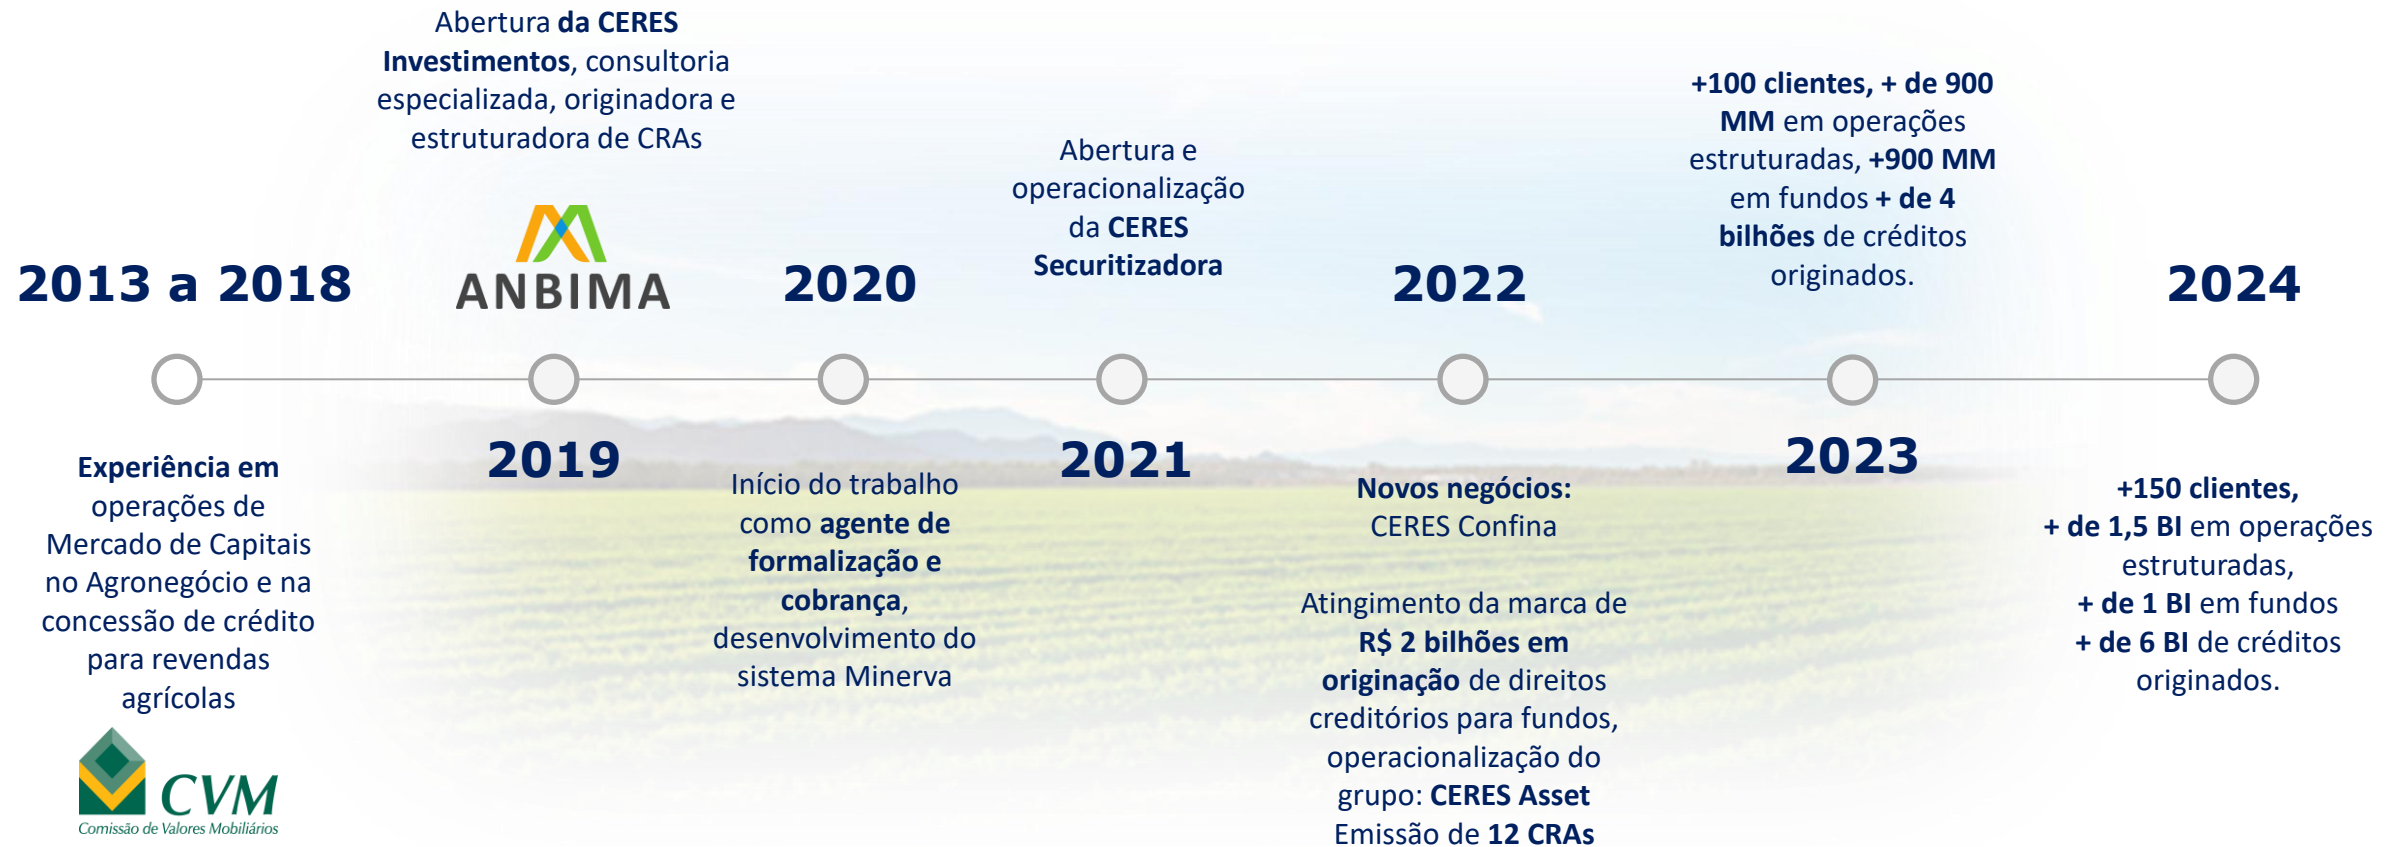 2013 a 2018
Experiência em
operações de
Mercado de Capitais
no Agronegócio e na
concessão de crédito
para revendas
agrícolas
CVM
Comissão de Valores Mobiliários
Abertura da CERES
Investimentos, consultoria
especializada, originadora e
estruturadora de CRAs
ANBIMA
2019
2020
Início do trabalho
como agente de
formalização e
cobrança,
desenvolvimento do
sistema Minerva
Abertura e
operacionalização
da CERES
Securitizadora
2021
2022
Novos negócios:
CERES Confina
Atingimento da marca de
R$ 2 bilhões em
originação de direitos
creditórios para fundos,
operacionalização do
grupo: CERES Asset
Emissão de 12 CRAs
+100 clientes, + de 900
MM em operações
estruturadas, +900 MM
em fundos + de 4
bilhões de créditos
originados.
2023
2024
+150 clientes,
+ de 1,5 BI em operações
estruturadas,
+ de 1 BI em fundos
+ de 6 BI de créditos
originados.